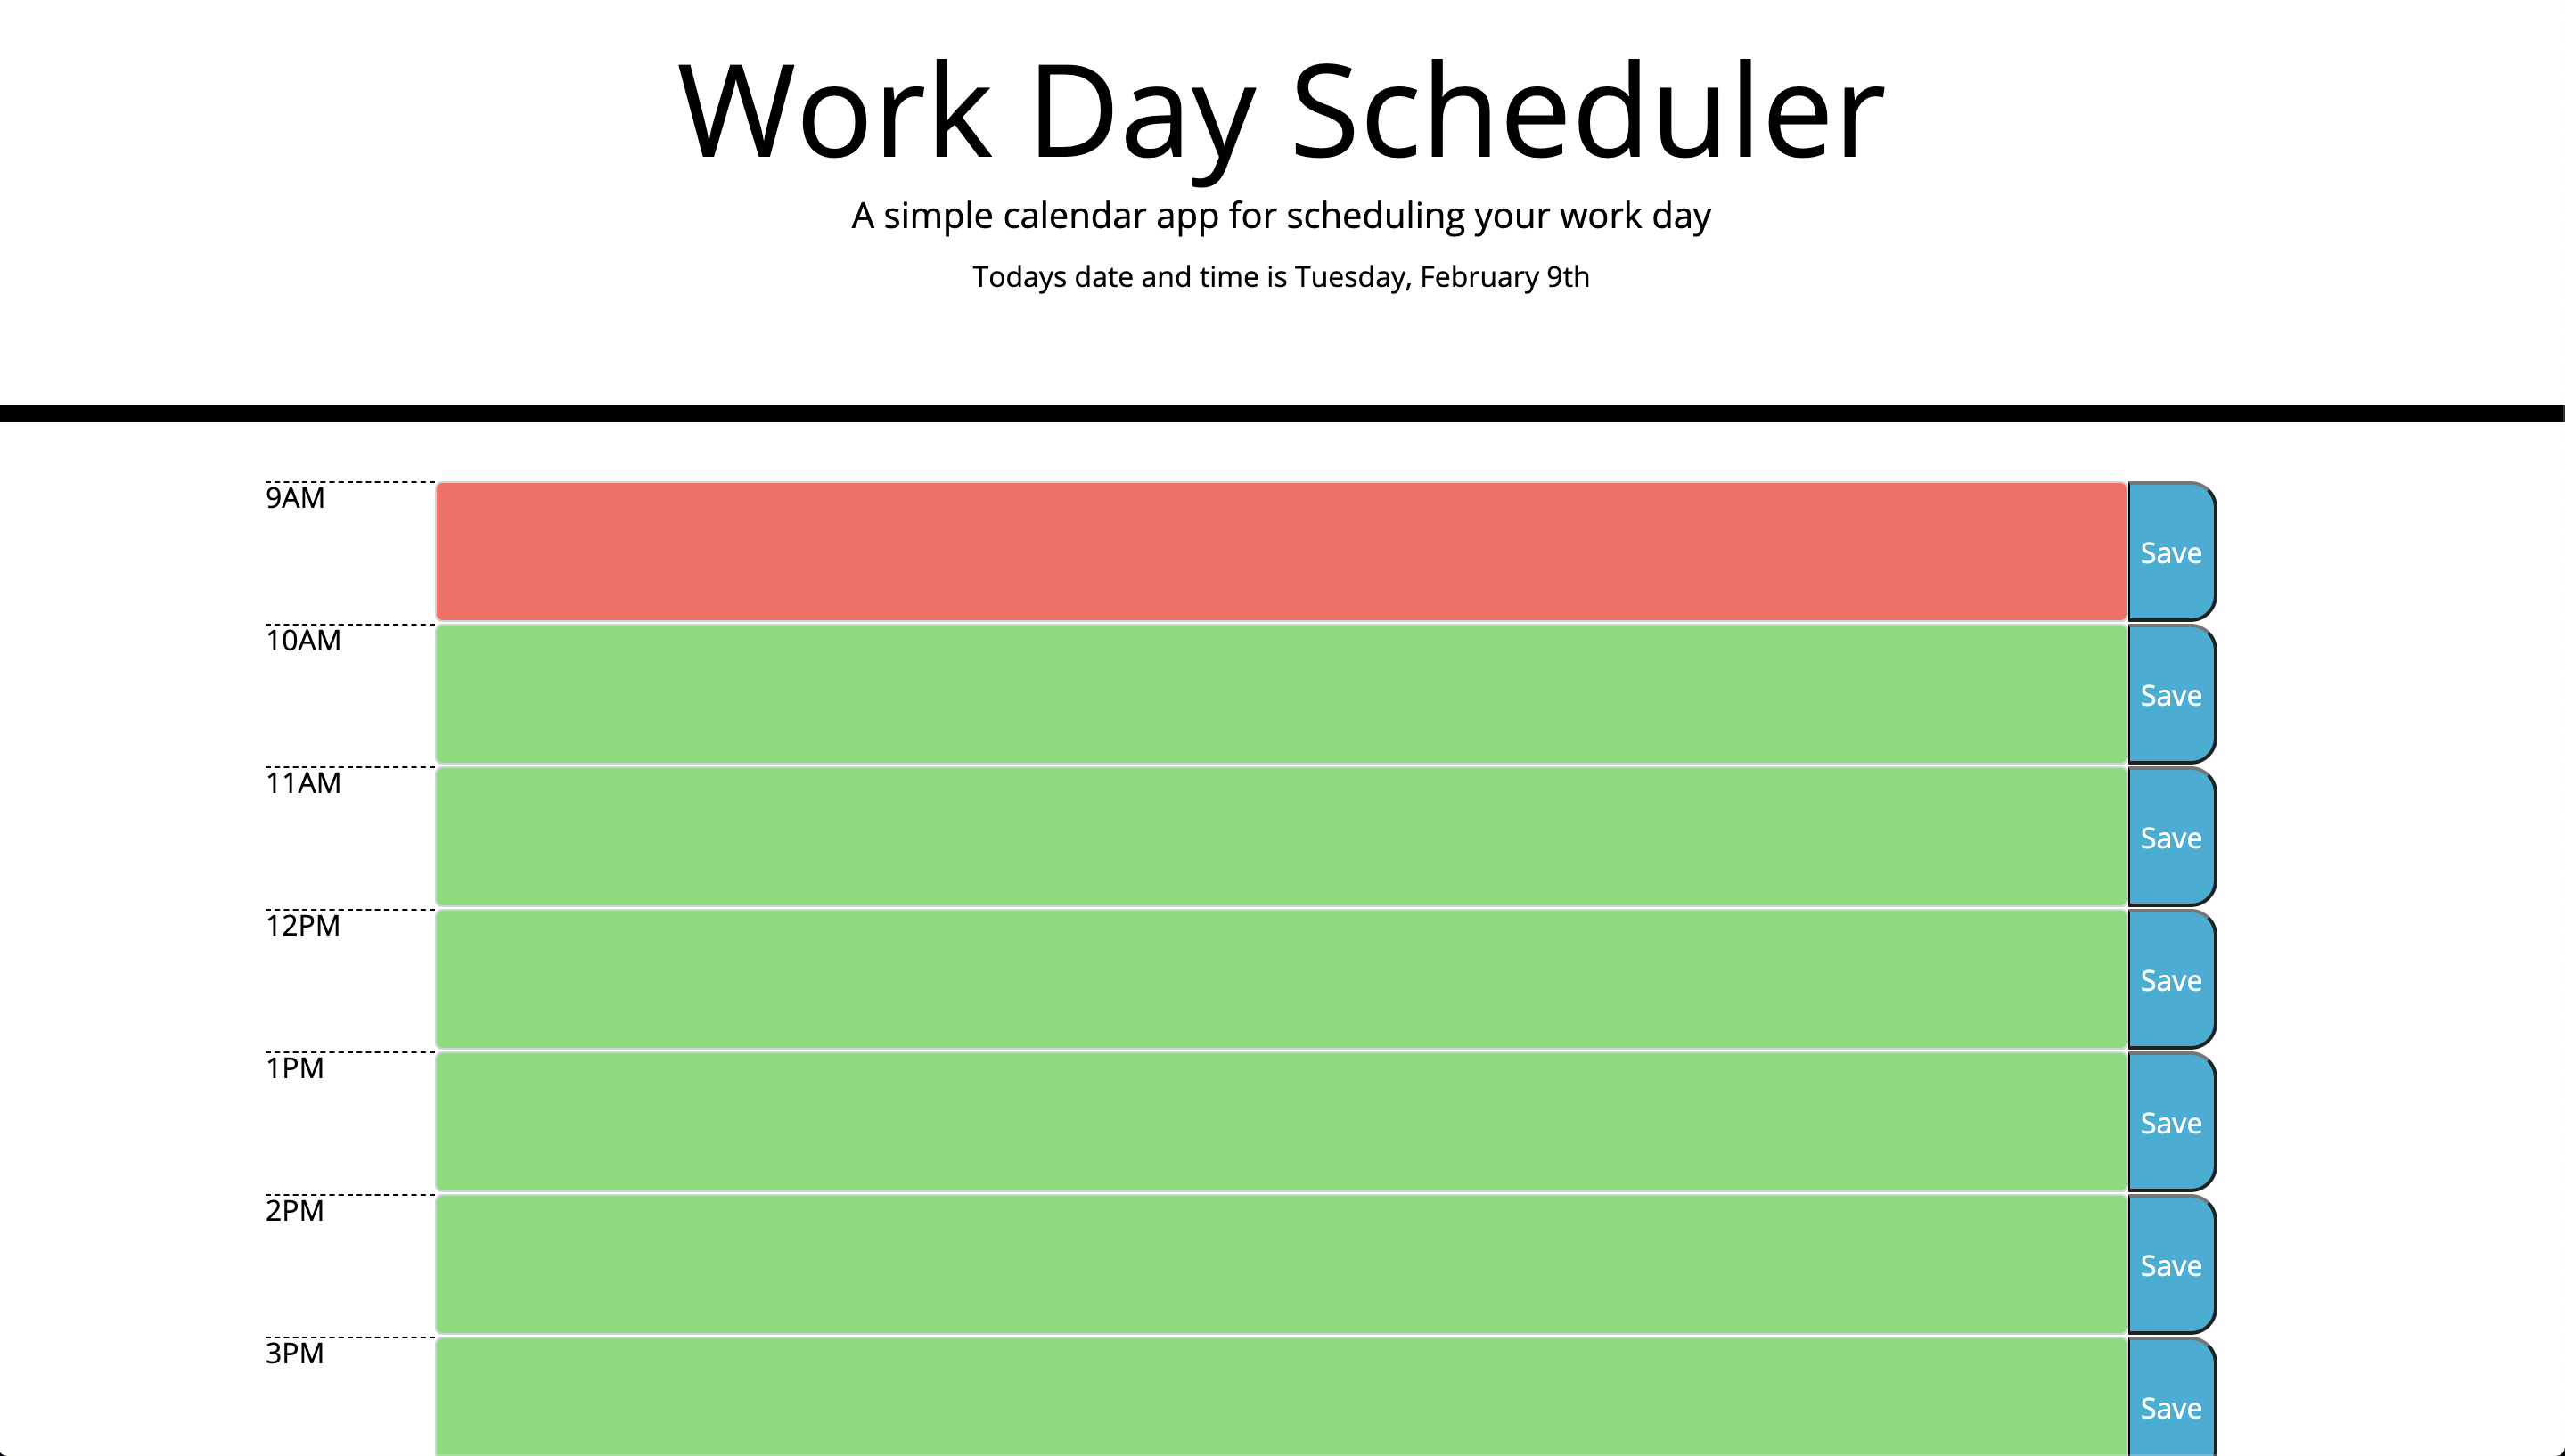 Work Day Scheduler
A simple calendar app for scheduling your work day
Todays date and time is Tuesday, February 9th
9AM
Save
10AM
Save
11AM
Save
12PM
Save
1PM
Save
2PM
Save
3PM
Save